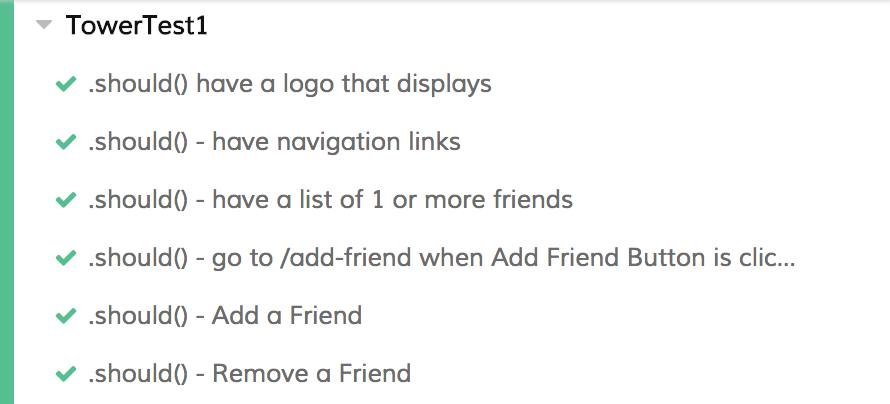 TowerTest1
.should() have a logo that displays
.should() - have navigation links
.should() - have a list of 1 or more friends
.should() - go to /add-friend when Add Friend Button is clic...
.should() - Add a Friend
.should() - Remove a Friend